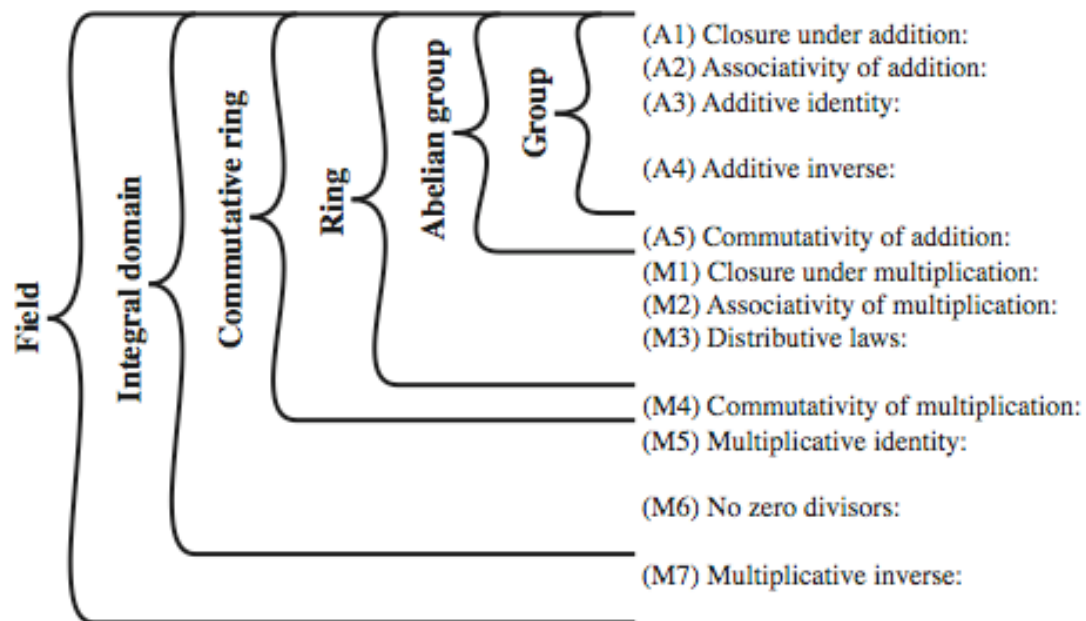 Field
Integral domain
Commutative ring
Ring
Abelian group
Group
(A1) Closure under addition:
(A2) Associativity of addition:
(A3) Additive identity:
(A4) Additive inverse:
(A5) Commutativity of addition:
(M1) Closure under multiplication:
(M2) Associativity of multiplication:
(M3) Distributive laws:
(M4) Commutativity of multiplication:
(M5) Multiplicative identity:
(M6) No zero divisors:
(M7) Multiplicative inverse: